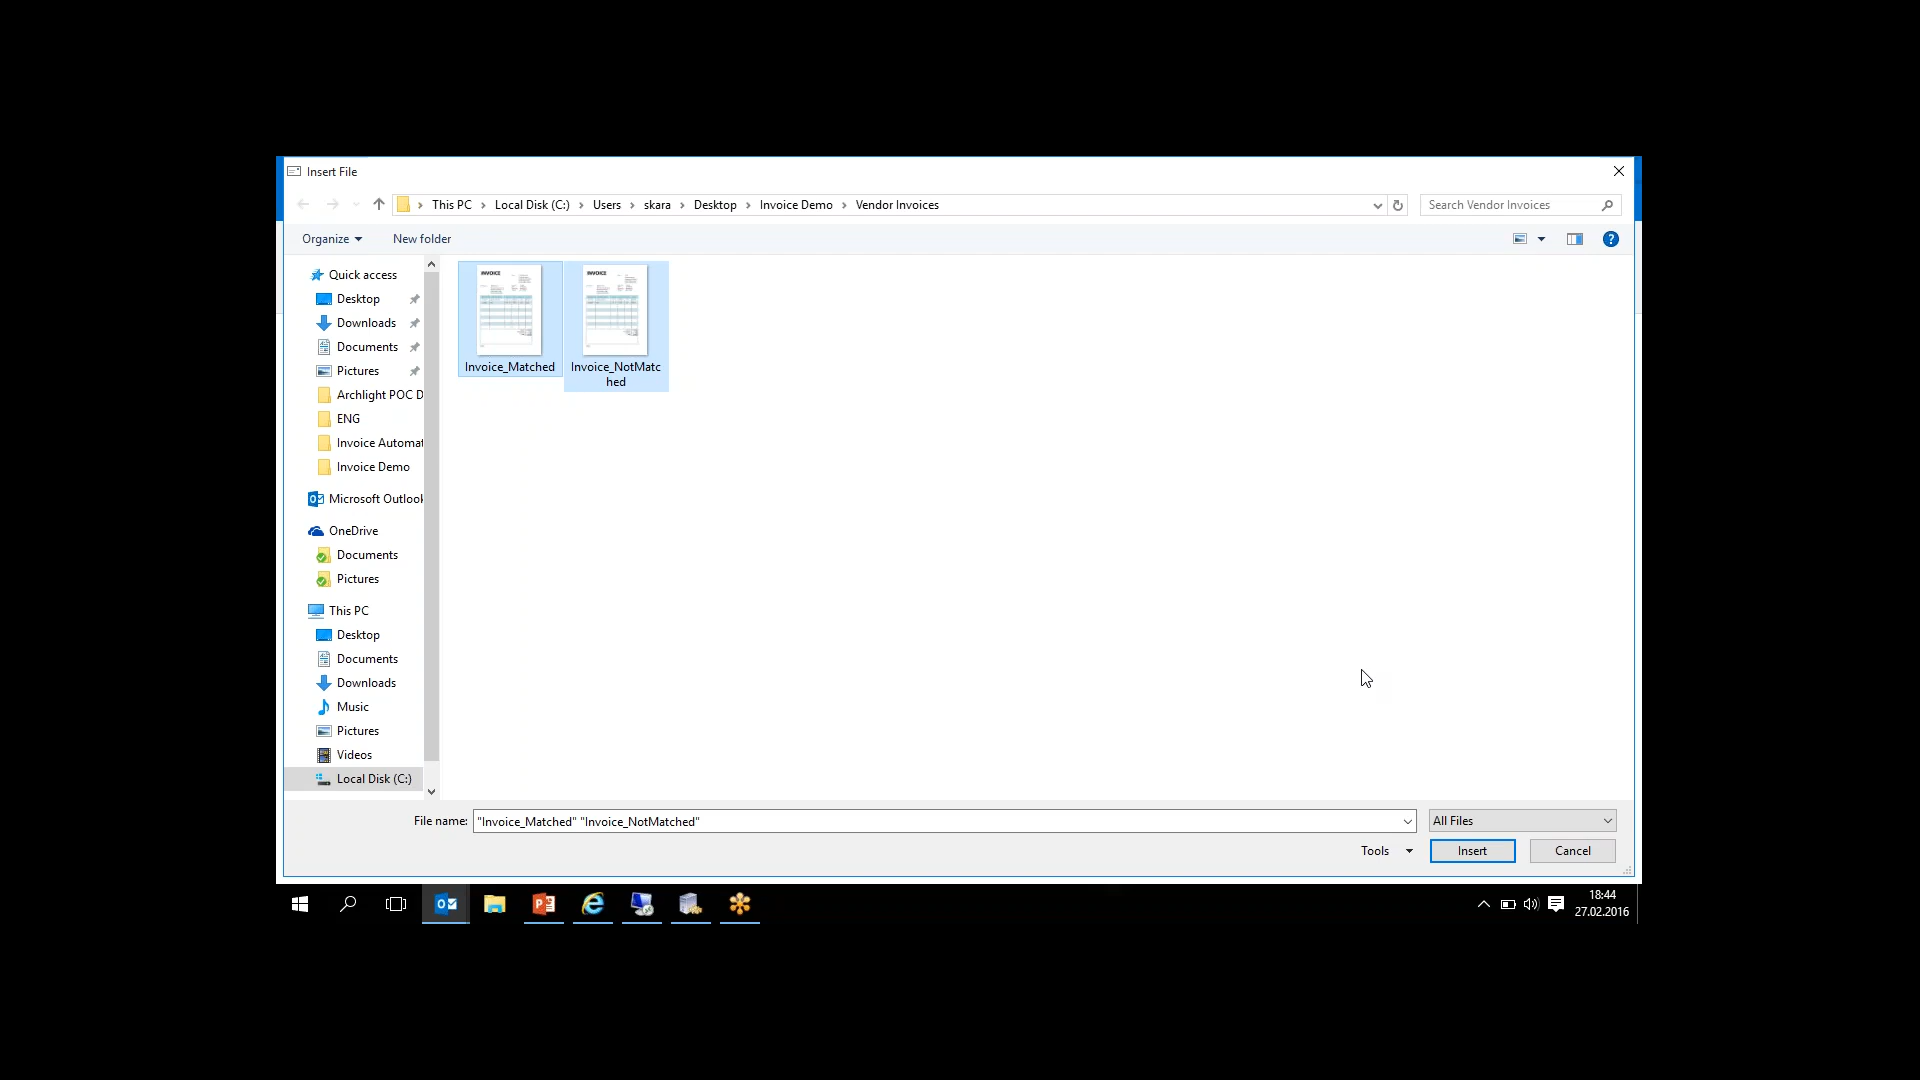 Insert File
This PC > Local Disk (C:) > Users > skara > Desktop > Invoice Demo > Vendor Invoices
Search Vendor Invoices
Organize
New folder
Quick access
Desktop
Downloads
Documents
Pictures
Archlight POC D
ENG
Invoice Automat
Invoice Demo
Microsoft Outlook
OneDrive
Documents
Pictures
This PC
Desktop
Documents
Downloads
Music
Pictures
Videos
Local Disk (C:)
INVOICE
INVOICE
Invoice_Matched
Invoice_NotMatc
hed
File name:
"Invoice_Matched" "Invoice_NotMatched"
All Files
Tools
Insert
Cancel
18:44
27.02.2016